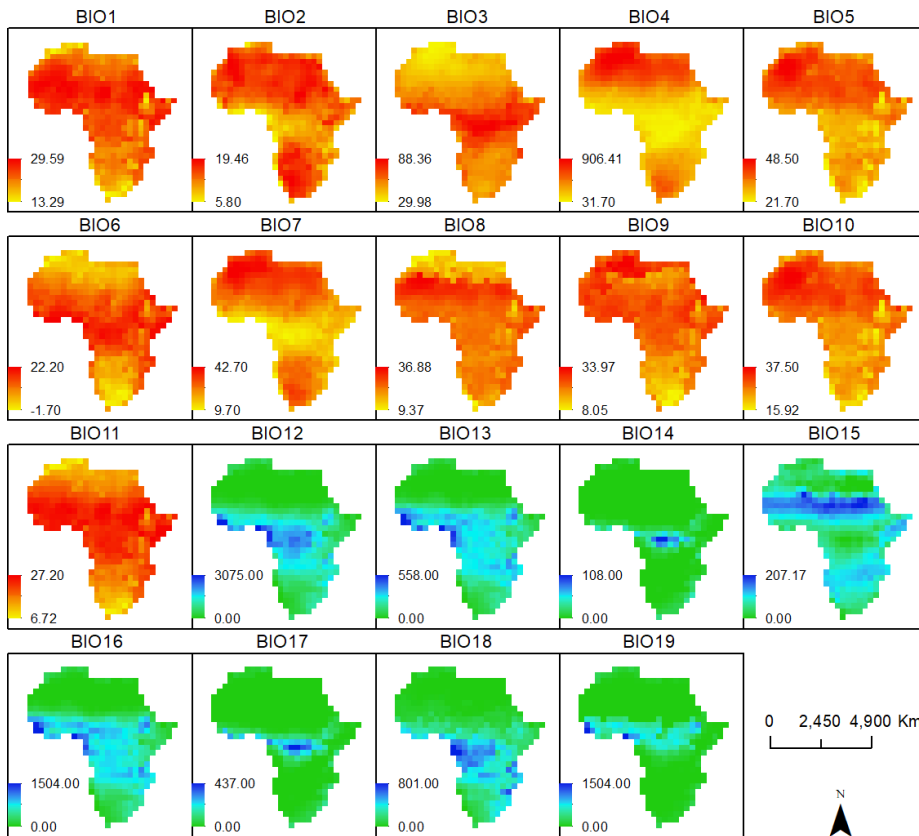 BIO1 BIO2 BIO3 BIO4 BIO5
29.59 19.46 88.36 906.41 48.50
13.29 5.80 29.98 31.70 21.70
BIO6 BIO7 BIO8 BIO9 BIO10
22.20 42.70 36.88 33.97 37.50
-1.70 9.70 9.37 8.05 15.92
BIO11 BIO12 BIO13 BIO14 BIO15
27.20 3075.00 558.00 108.00 207.17
6.72 0.00 0.00 0.00 0.00
BIO16 BIO17 BIO18 BIO19
0 2,450 4,900 Km
1504.00 437.00 801.00 1504.00
N
0.00 0.00 0.00 0.00